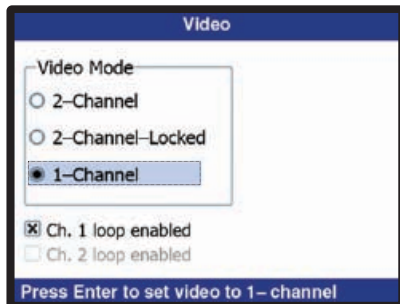 Video
Video Mode
2-Channel
2-Channel-Locked
1-Channel
Ch. 1 loop enabled
Ch. 2 loop enabled
Press Enter to set video to 1- channel